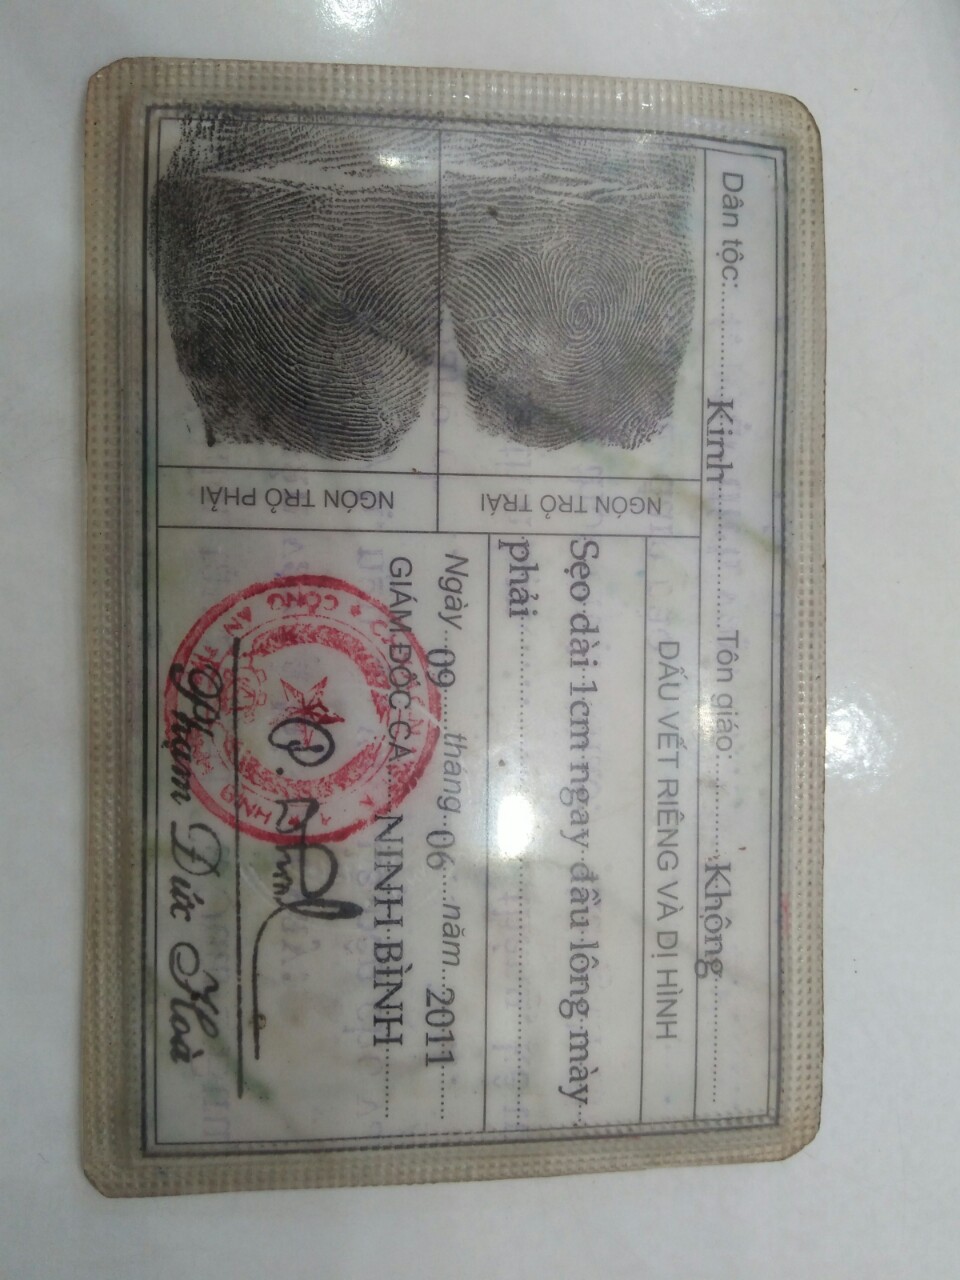 Dân tộc: Kinh Tôn giáo: Không
NGÓN TRỎ TRÁI
DẤU VẾT RIÊNG VÀ DỊ HÌNH
Sẹo dài 1cm ngay đầu lông mày
phải
NGÓN TRỎ PHẢI
Ngày 09 tháng 06 năm 2011
GIÁM ĐỐC CA NINH BÌNH
CÔNG AN
Phạm Đức Hoà